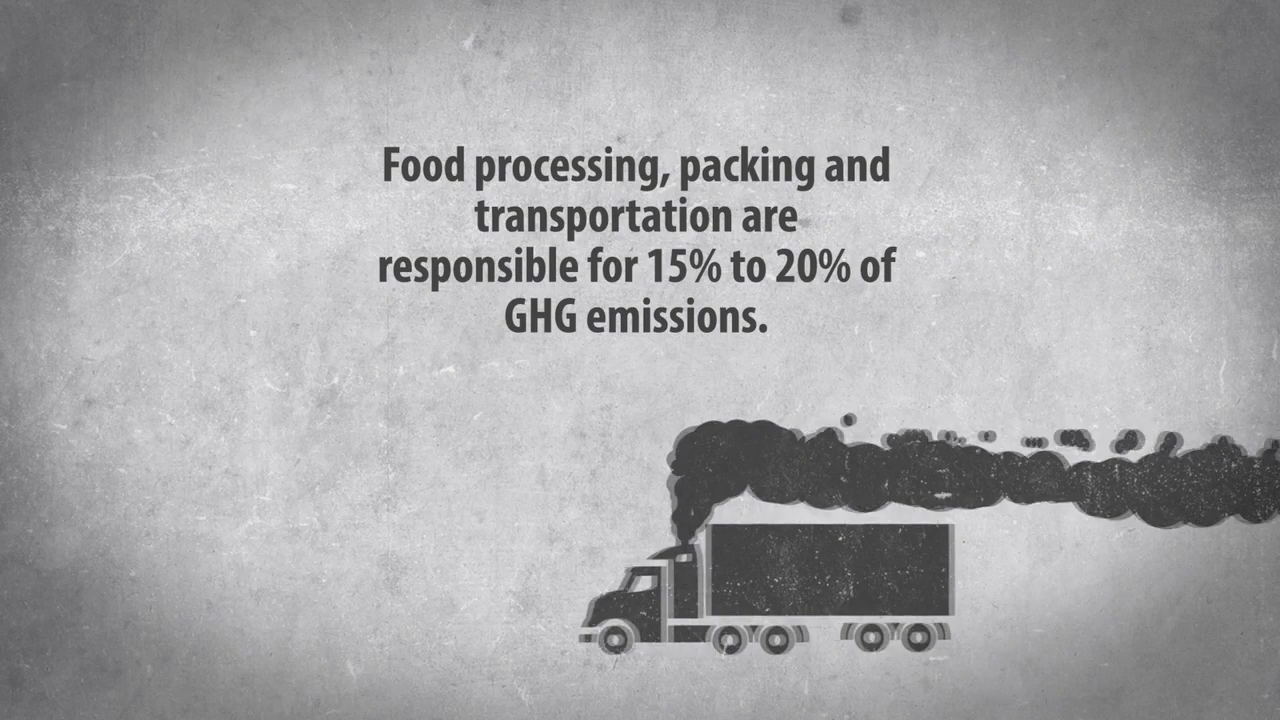 Food processing, packing and
transportation are
responsible for 15% to 20% of
GHG emissions.